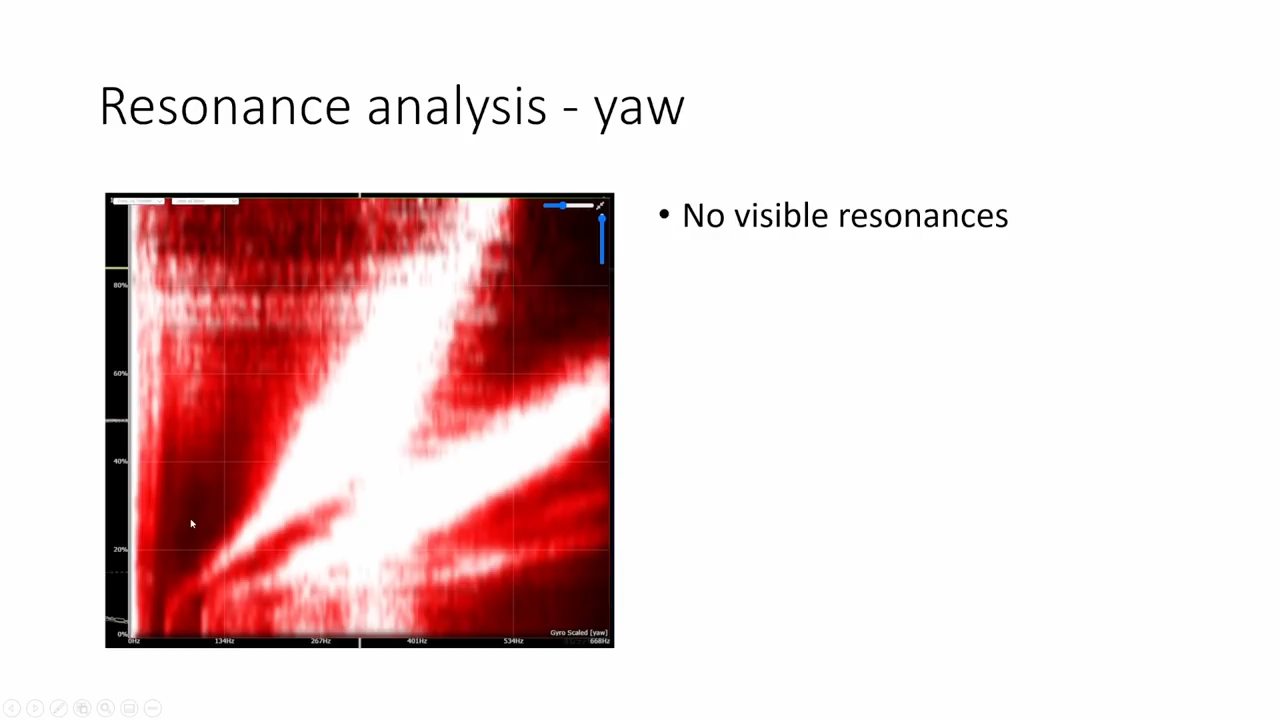 Resonance analysis - yaw
• No visible resonances
80%
60%
40%
20%
0%
Gyro Scaled [yaw]
0Hz 134Hz 267Hz 401Hz 534Hz 668Hz